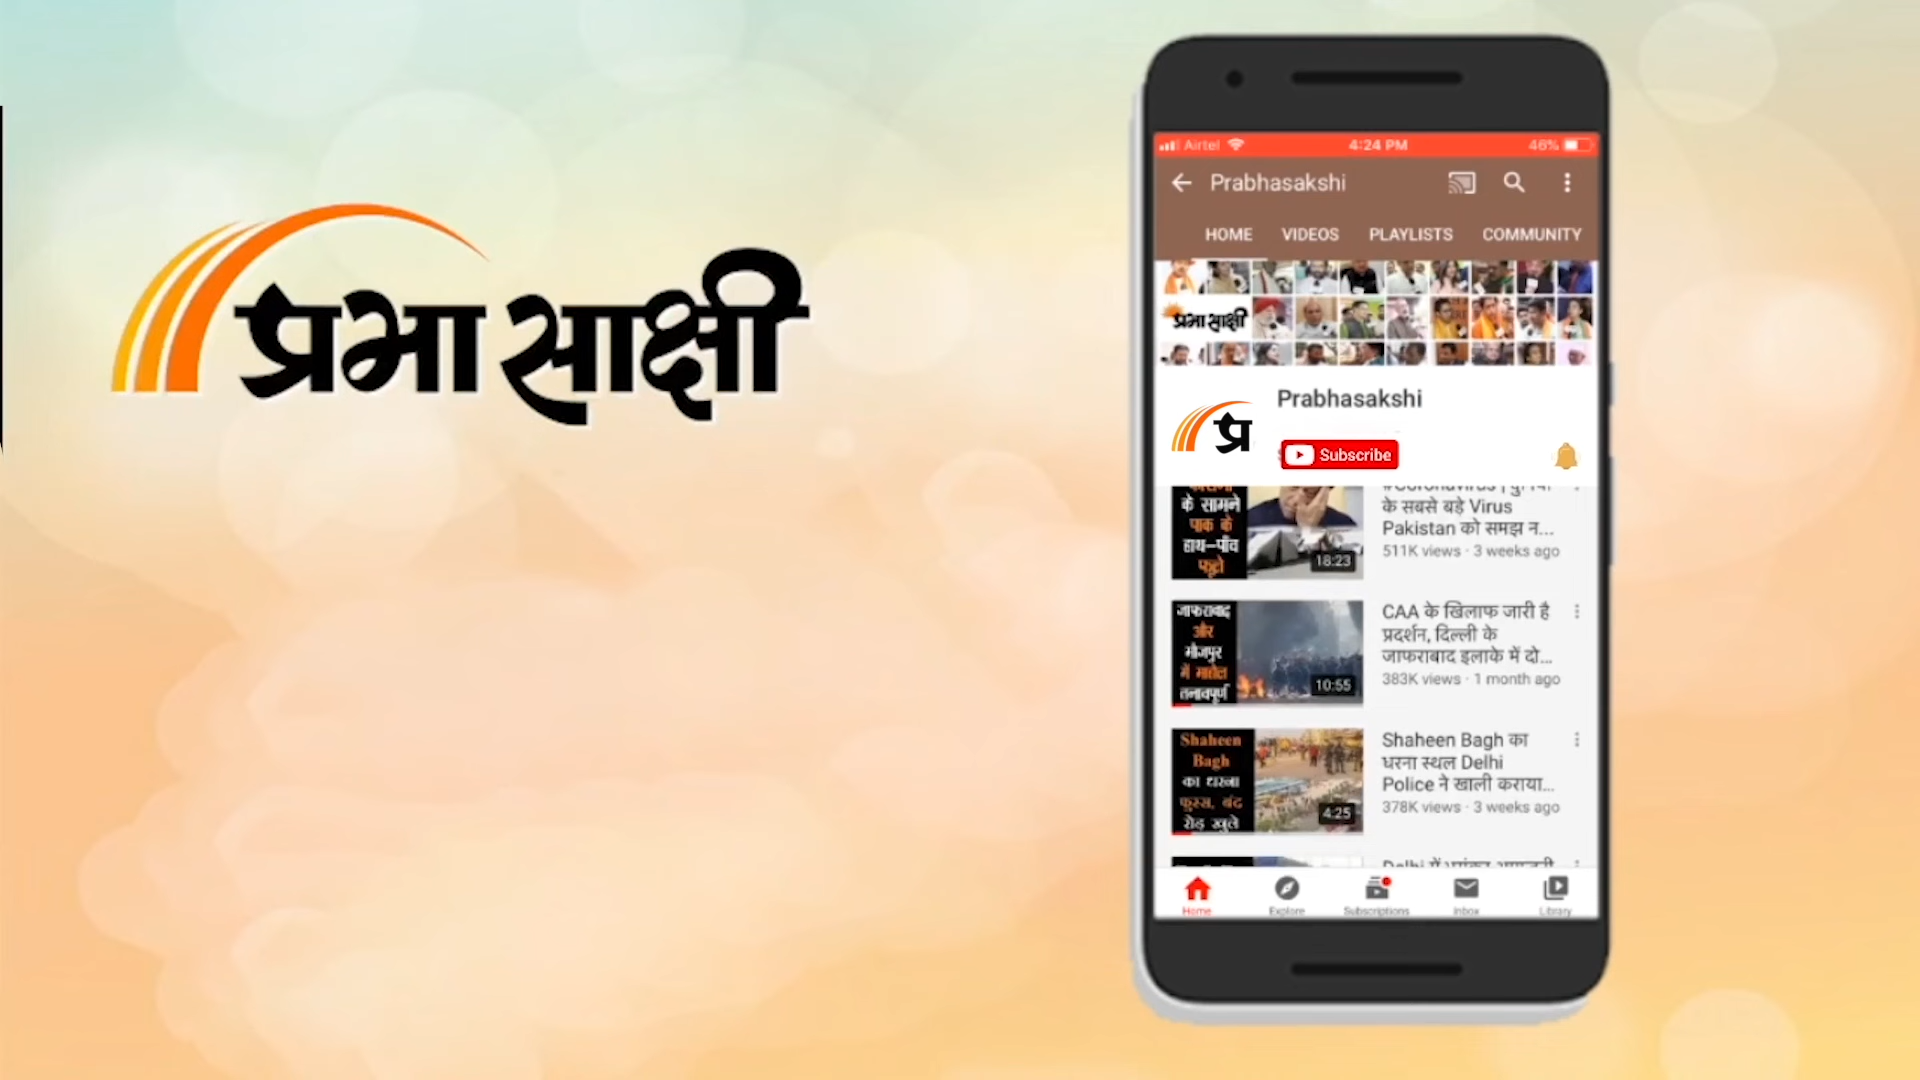 प्रभा साक्षी
Airtel 4:24 PM 46%
Prabhasakshi
HOME VIDEOS PLAYLISTS COMMUNITY
प्रभा साक्षी
Prabhasakshi
प्र
Subscribe
के सामने
पाक के
हाथ-पाँव
फूले
18:23
#Coronavirus |
के सबसे बड़े Virus
Pakistan को समझ न...
511K views · 3 weeks ago
जाफराबाद
और
मौजपुर
में माहौल
तनावपूर्ण
10:55
CAA के खिलाफ जारी है
प्रदर्शन, दिल्ली के
जाफराबाद इलाके में दो...
383K views · 1 month ago
Shaheen
Bagh
का धरना
फुस्स, बंद
रोड खुले
4:25
Shaheen Bagh का
धरना स्थल Delhi
Police ने खाली कराया...
378K views · 3 weeks ago
Delhi में
Home Explore Subscriptions Inbox Library